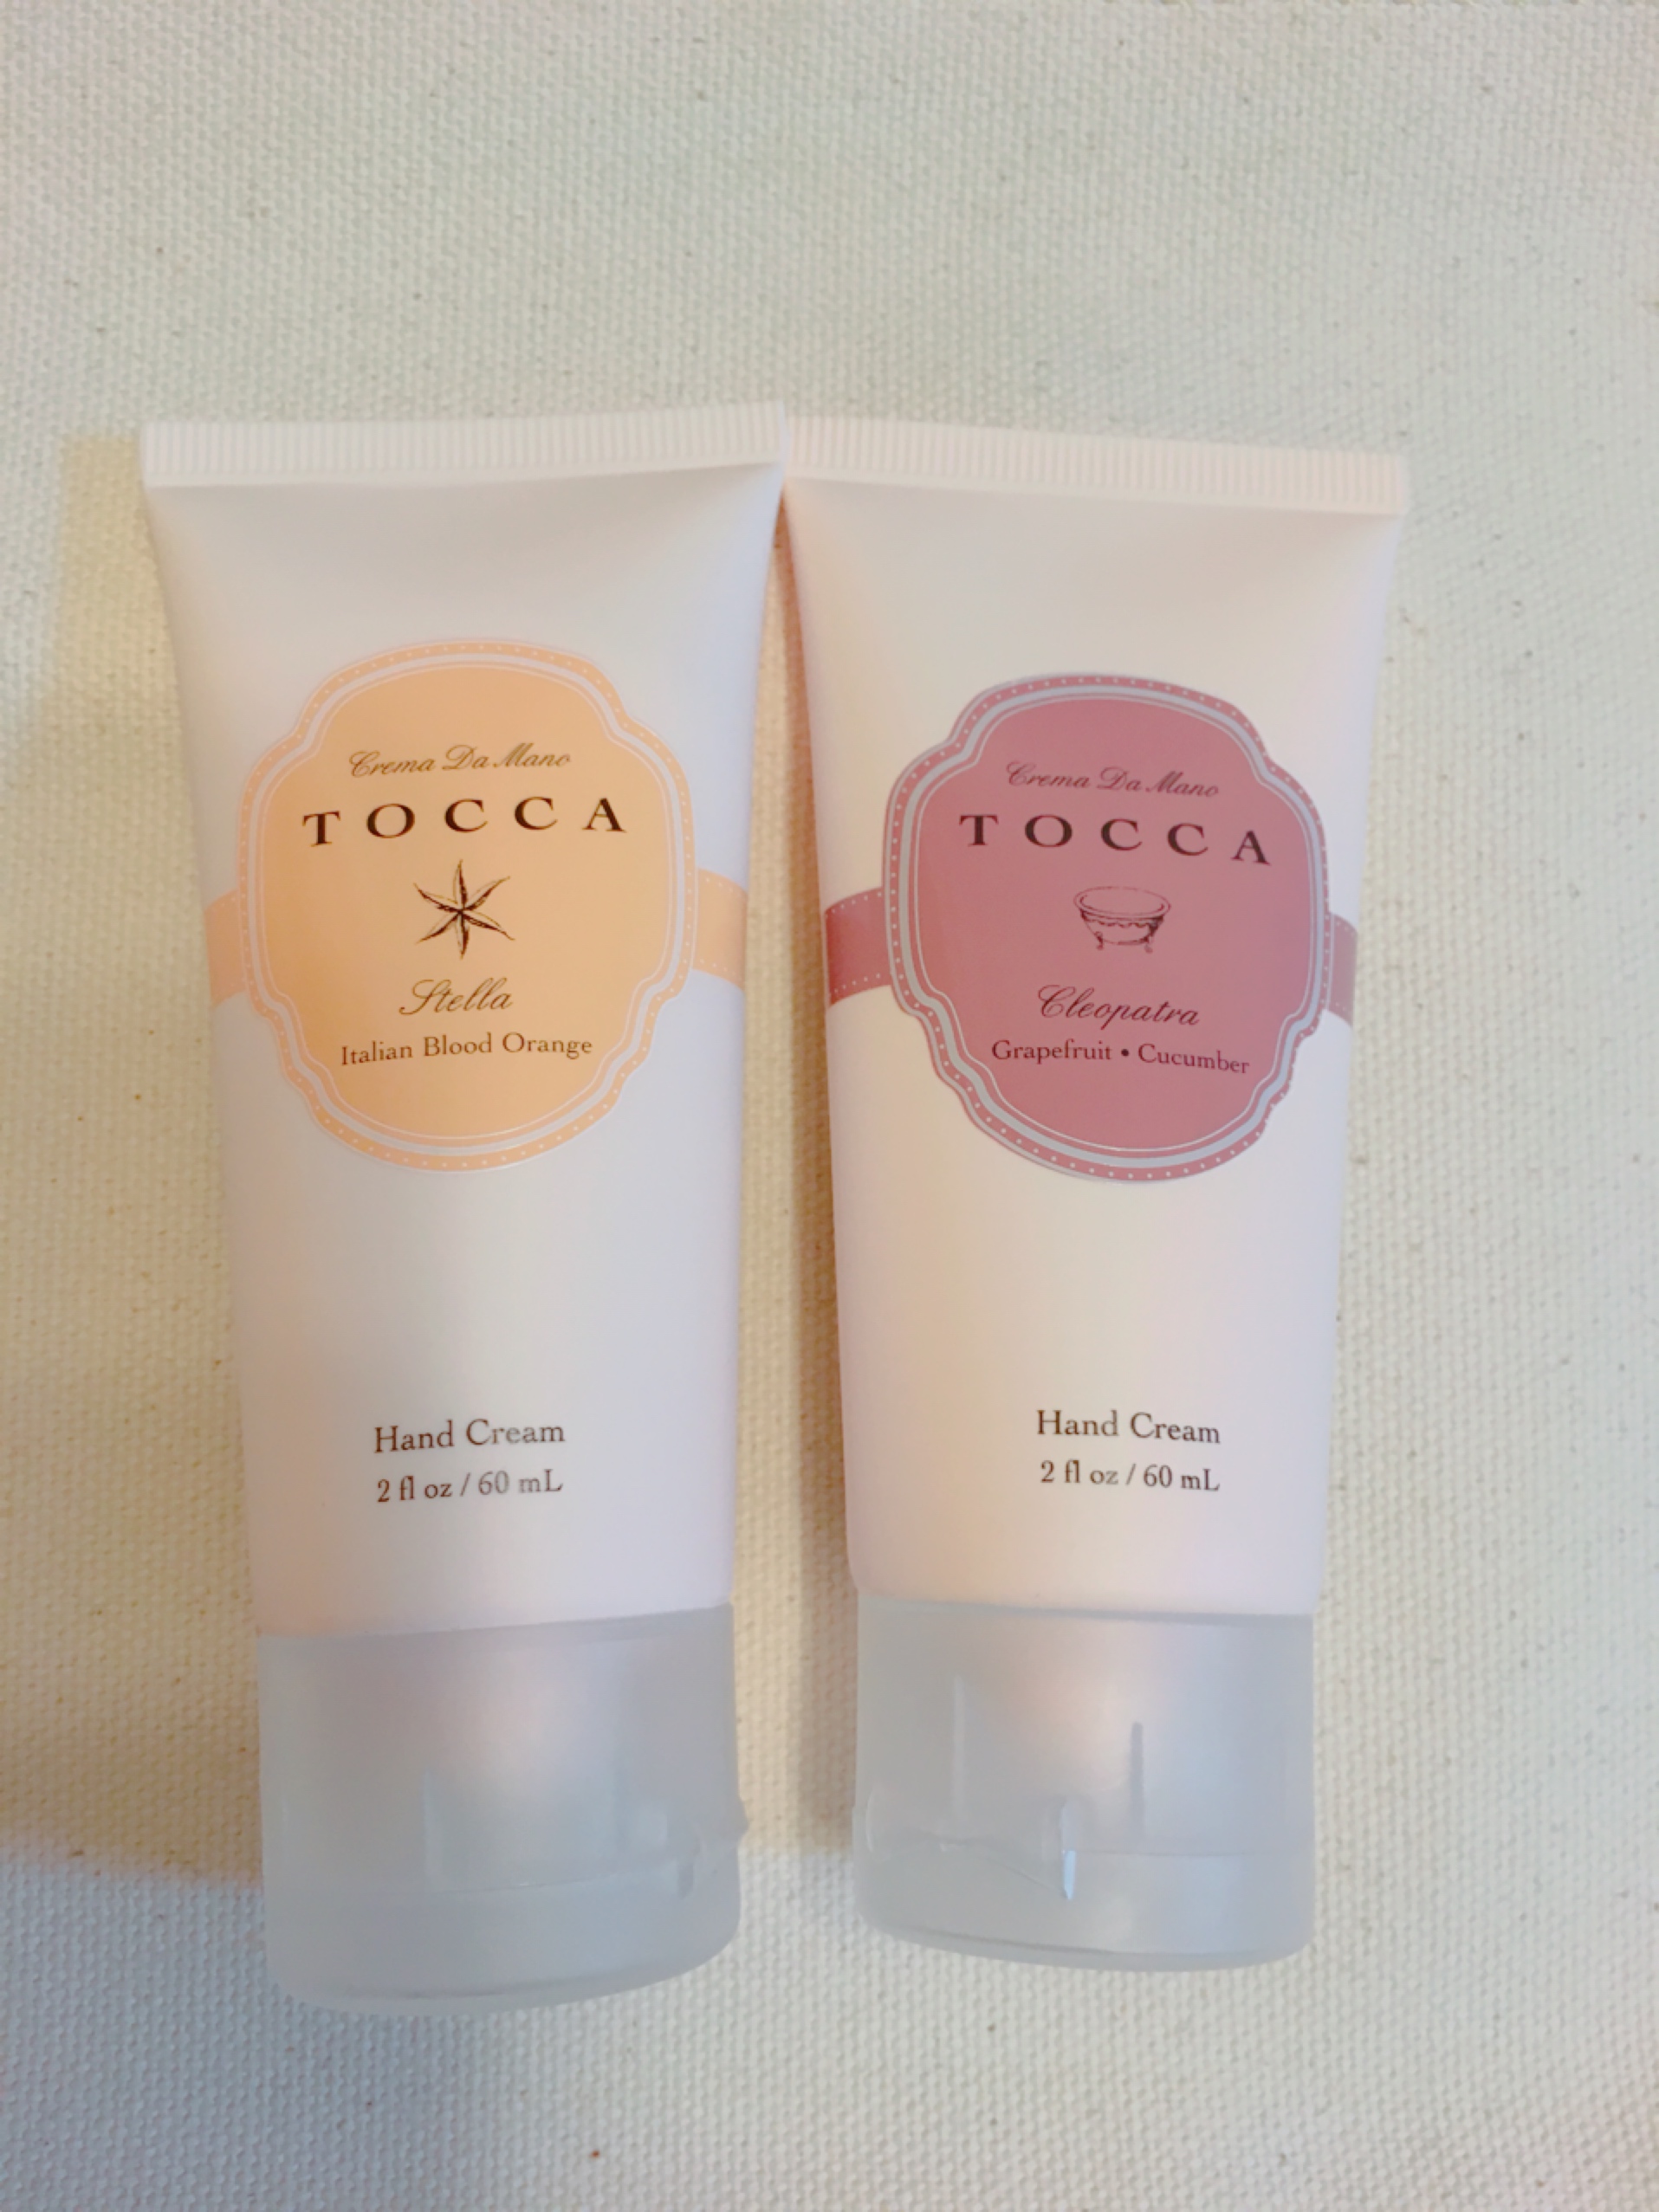 Crema Da Mano
TOCCA
Stella
Italian Blood Orange
Hand Cream
2 fl oz / 60 mL
Crema Da Mano
TOCCA
Cleopatra
Grapefruit • Cucumber
Hand Cream
2 fl oz / 60 mL